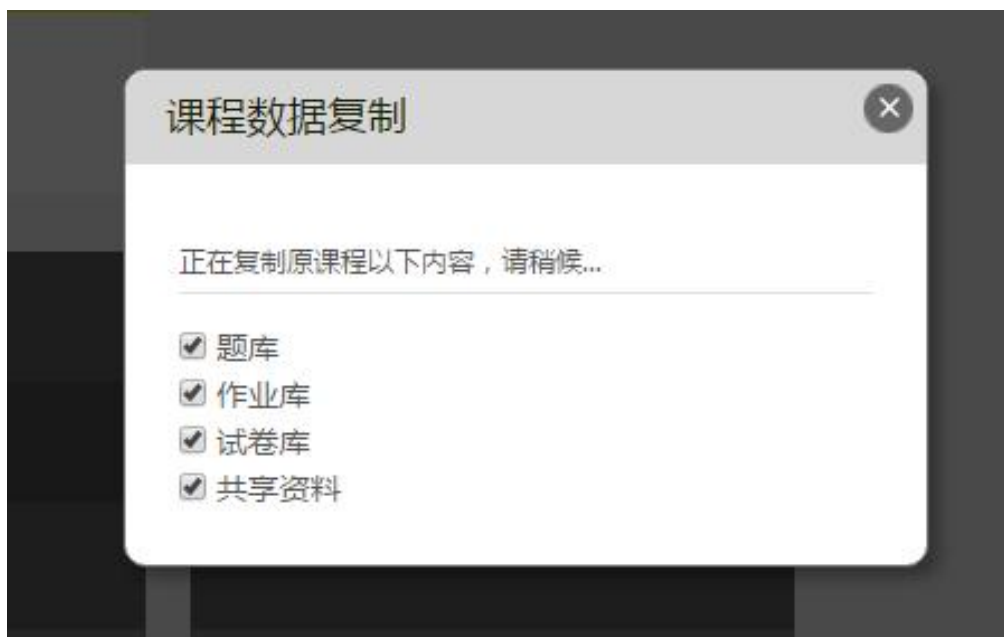 课程数据复制
正在复制原课程以下内容，请稍候...
题库
作业库
试卷库
共享资料